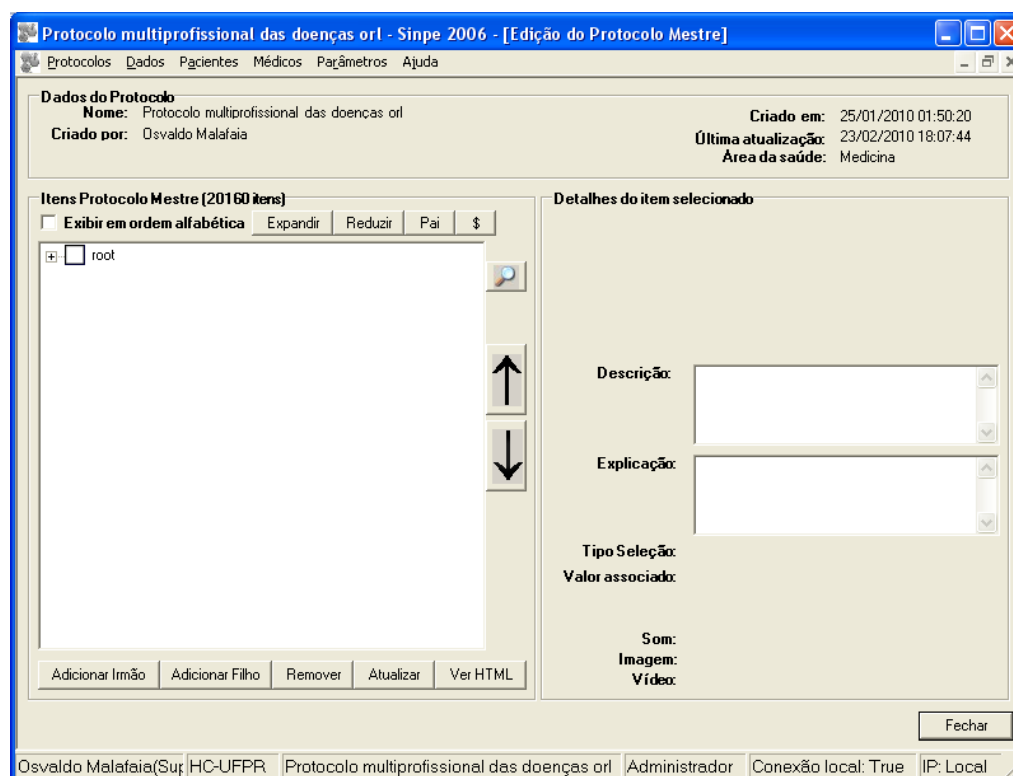 Protocolo multiprofissional das doenças orl - Sinpe 2006 - [Edição do Protocolo Mestre]
Protocolos Dados Pacientes Médicos Parâmetros Ajuda
Dados do Protocolo
Nome: Protocolo multiprofissional das doenças orl
Criado por: Osvaldo Malafaia
Criado em: 25/01/2010 01:50:20
Última atualização: 23/02/2010 18:07:44
Área da saúde: Medicina
Itens Protocolo Mestre (20160 itens)
Exibir em ordem alfabética Expandir Reduzir Pai $
root
Adicionar Irmão Adicionar Filho Remover Atualizar Ver HTML
Detalhes do item selecionado
Descrição:
Explicação:
Tipo Seleção:
Valor associado:
Som:
Imagem:
Vídeo:
Fechar
Osvaldo Malafaia(Sup HC-UFPR Protocolo multiprofissional das doenças orl Administrador Conexão local: True IP: Local